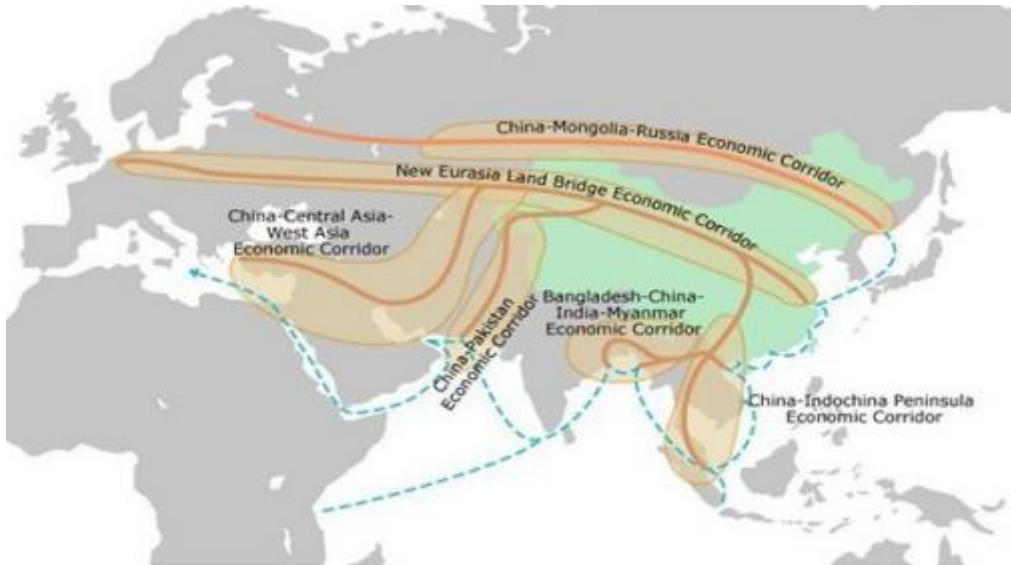 China-Mongolia-Russia Economic Corridor
New Eurasia Land Bridge Economic Corridor
China-Central Asia-
West Asia
Economic Corridor
China-Pakistan
Economic Corridor
Bangladesh-China-
India-Myanmar
Economic Corridor
China-Indochina Peninsula
Economic Corridor